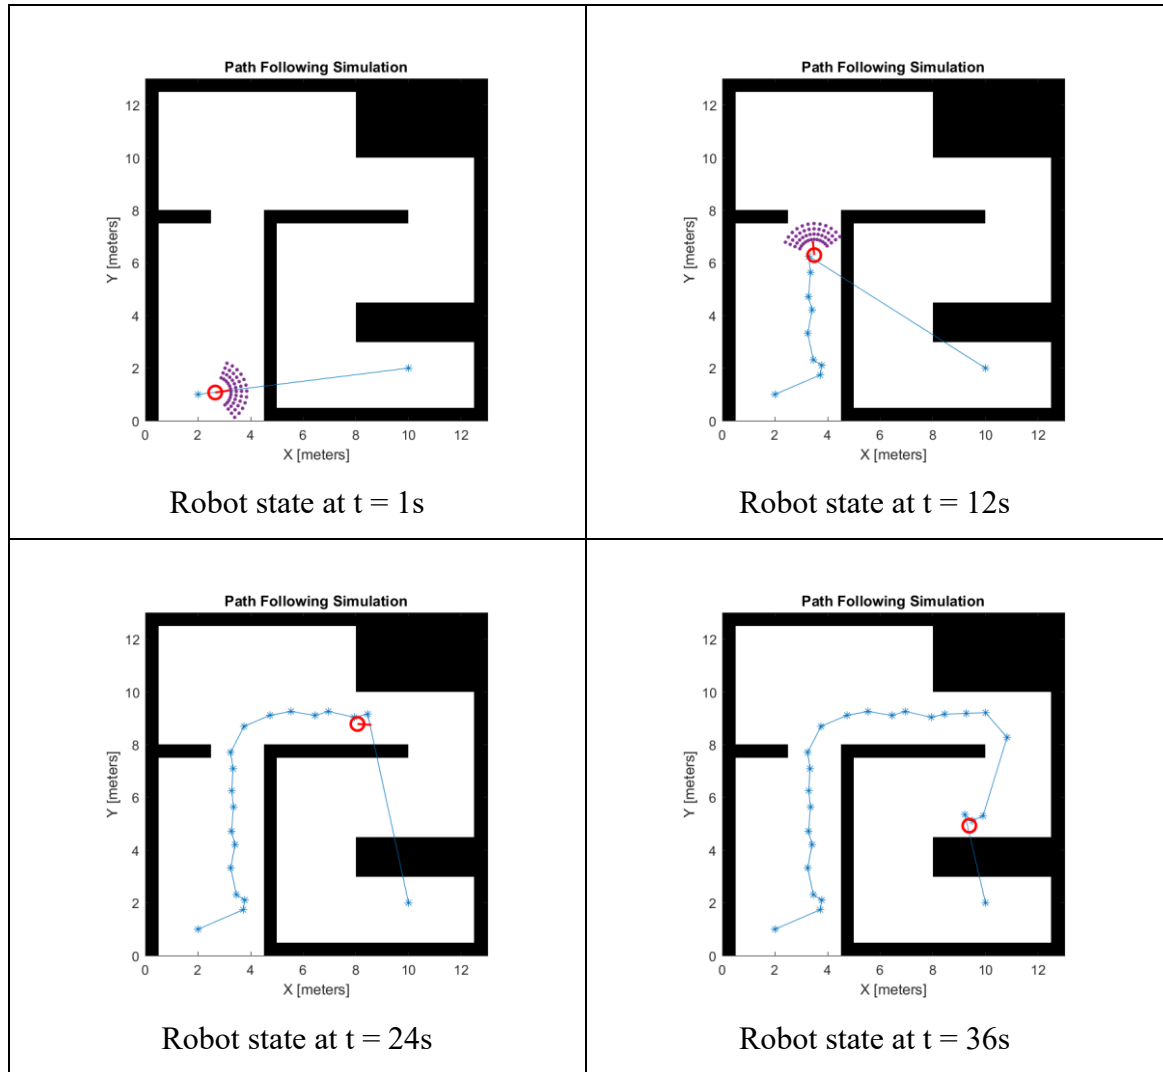 Path Following Simulation
12
10
8
6
4
2
0
Y [meters]
0 2 4 6 8 10 12
X [meters]
Robot state at t = 1s
Path Following Simulation
12
10
8
6
4
2
0
Y [meters]
0 2 4 6 8 10 12
X [meters]
Robot state at t = 12s
Path Following Simulation
12
10
8
6
4
2
0
Y [meters]
0 2 4 6 8 10 12
X [meters]
Robot state at t = 24s
Path Following Simulation
12
10
8
6
4
2
0
Y [meters]
0 2 4 6 8 10 12
X [meters]
Robot state at t = 36s